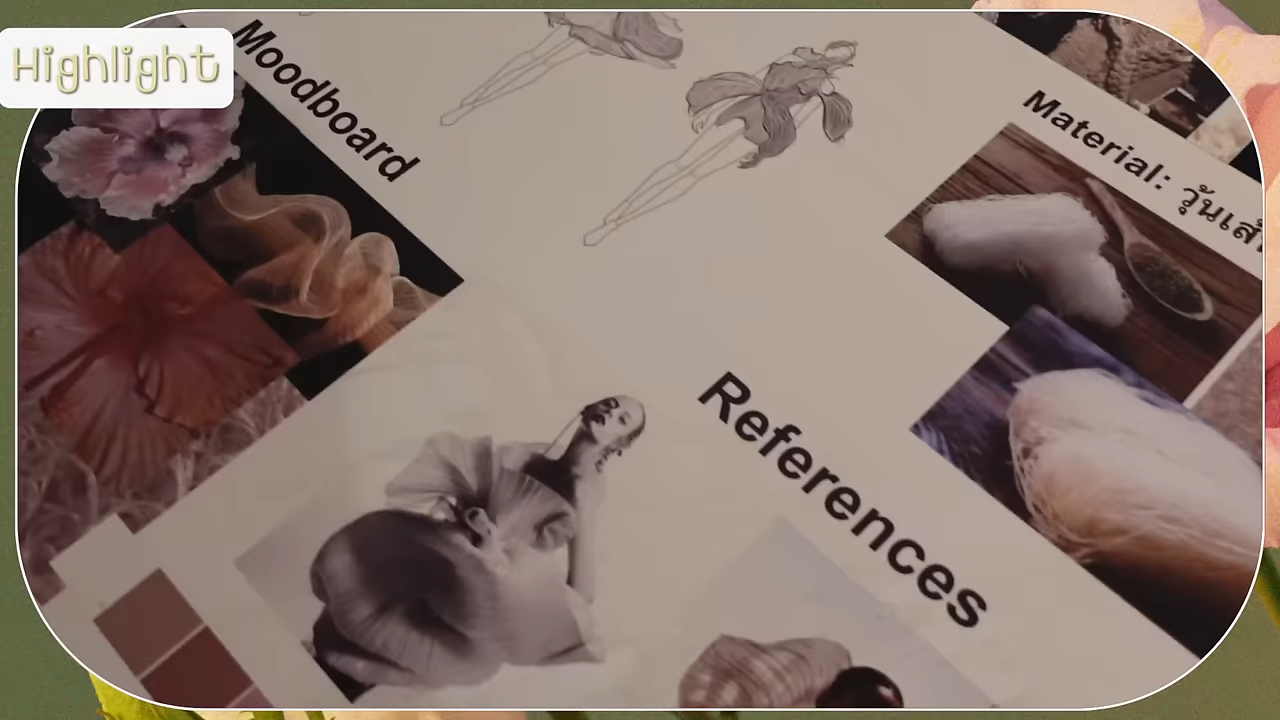 Highlight
Moodboard
Material: วุ้นเส้
References